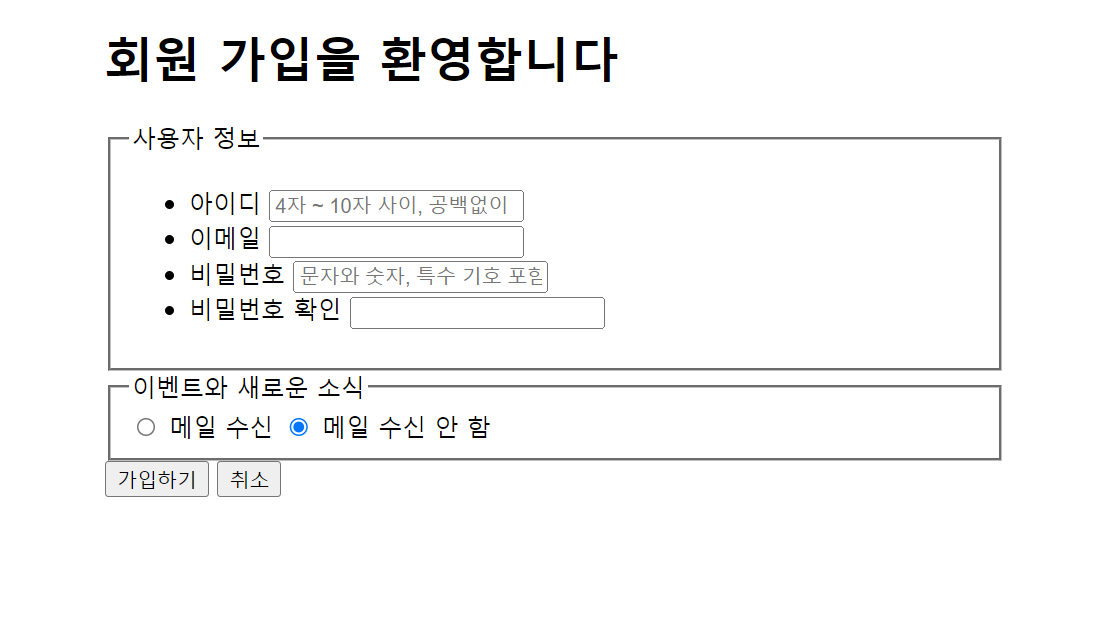 회원 가입을 환영합니다
사용자 정보
아이디 4자 ~ 10자 사이, 공백없이
이메일
비밀번호 문자와 숫자, 특수 기호 포함
비밀번호 확인
이벤트와 새로운 소식
메일 수신 메일 수신 안 함
가입하기 취소